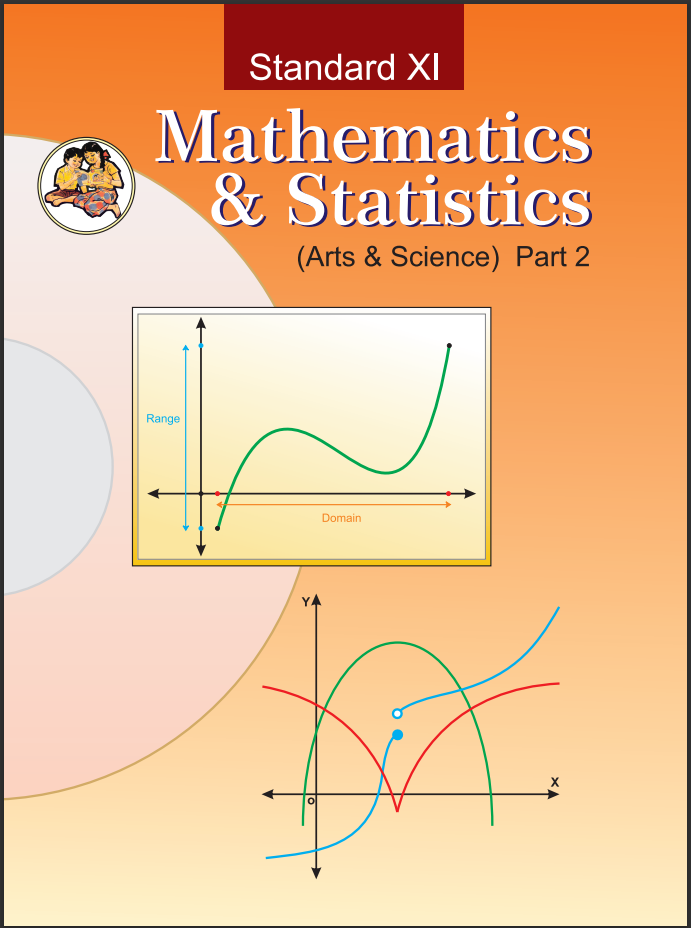 Standard XI
Mathematics
& Statistics
(Arts & Science) Part 2
Range
Domain
Y
X
O